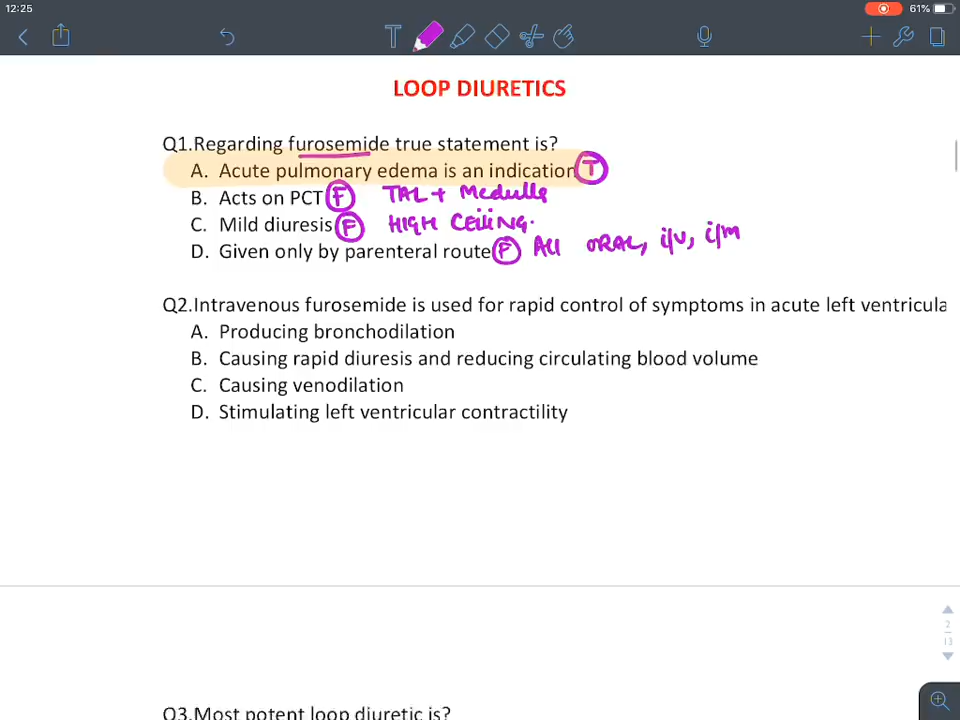 12:25
61%
T
LOOP DIURETICS
Q1.Regarding furosemide true statement is?
A. Acute pulmonary edema is an indication T
B. Acts on PCT F TAL + Medulla
C. Mild diuresis F HIGH CEILING.
D. Given only by parenteral route F All ORAL, i/v, i/m
Q2.Intravenous furosemide is used for rapid control of symptoms in acute left ventricula
A. Producing bronchodilation
B. Causing rapid diuresis and reducing circulating blood volume
C. Causing venodilation
D. Stimulating left ventricular contractility
2
13
Q3.Most potent loop diuretic is?